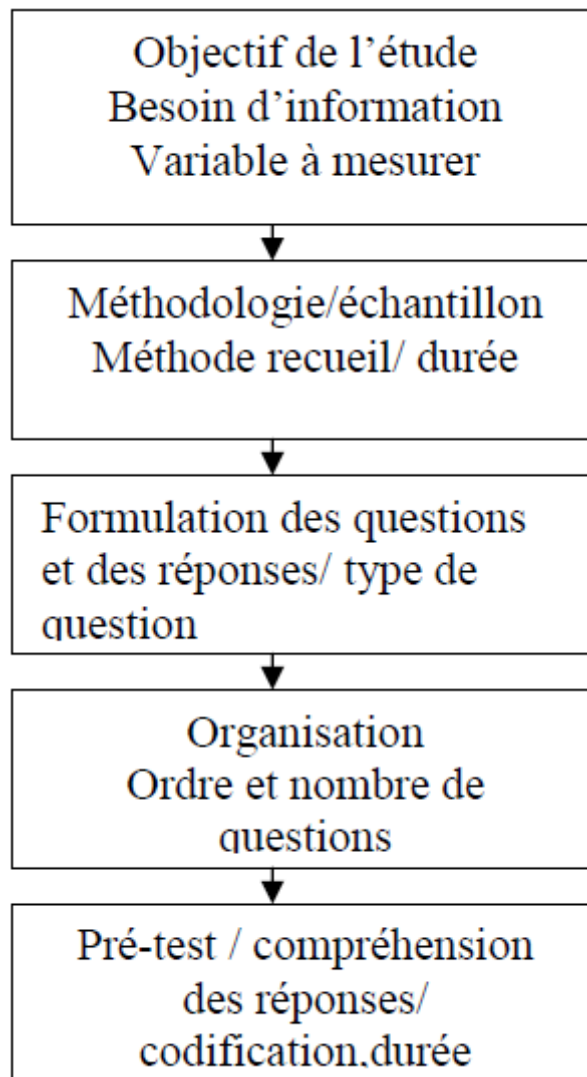 Objectif de l’étude
Besoin d’information
Variable à mesurer
Méthodologie/échantillon
Méthode recueil/ durée
Formulation des questions
et des réponses/ type de
question
Organisation
Ordre et nombre de
questions
Pré-test / compréhension
des réponses/
codification,durée